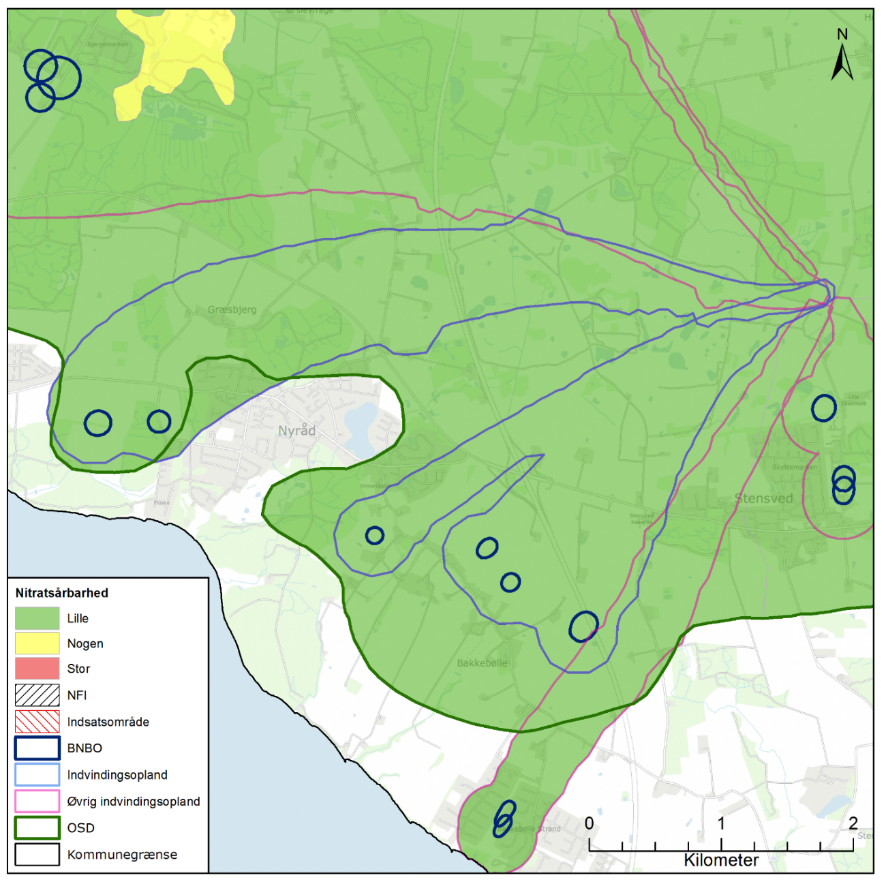 N
Græsbjerg
Nyråd
Stensved
Bakkebølle
Nitratsårbarhed
Lille
Nogen
Stor
NFI
Indsatsområde
BNBO
Indvindingsopland
Øvrig indvindingsopland
OSD
Kommunegrænse
0 1 2
Kilometer